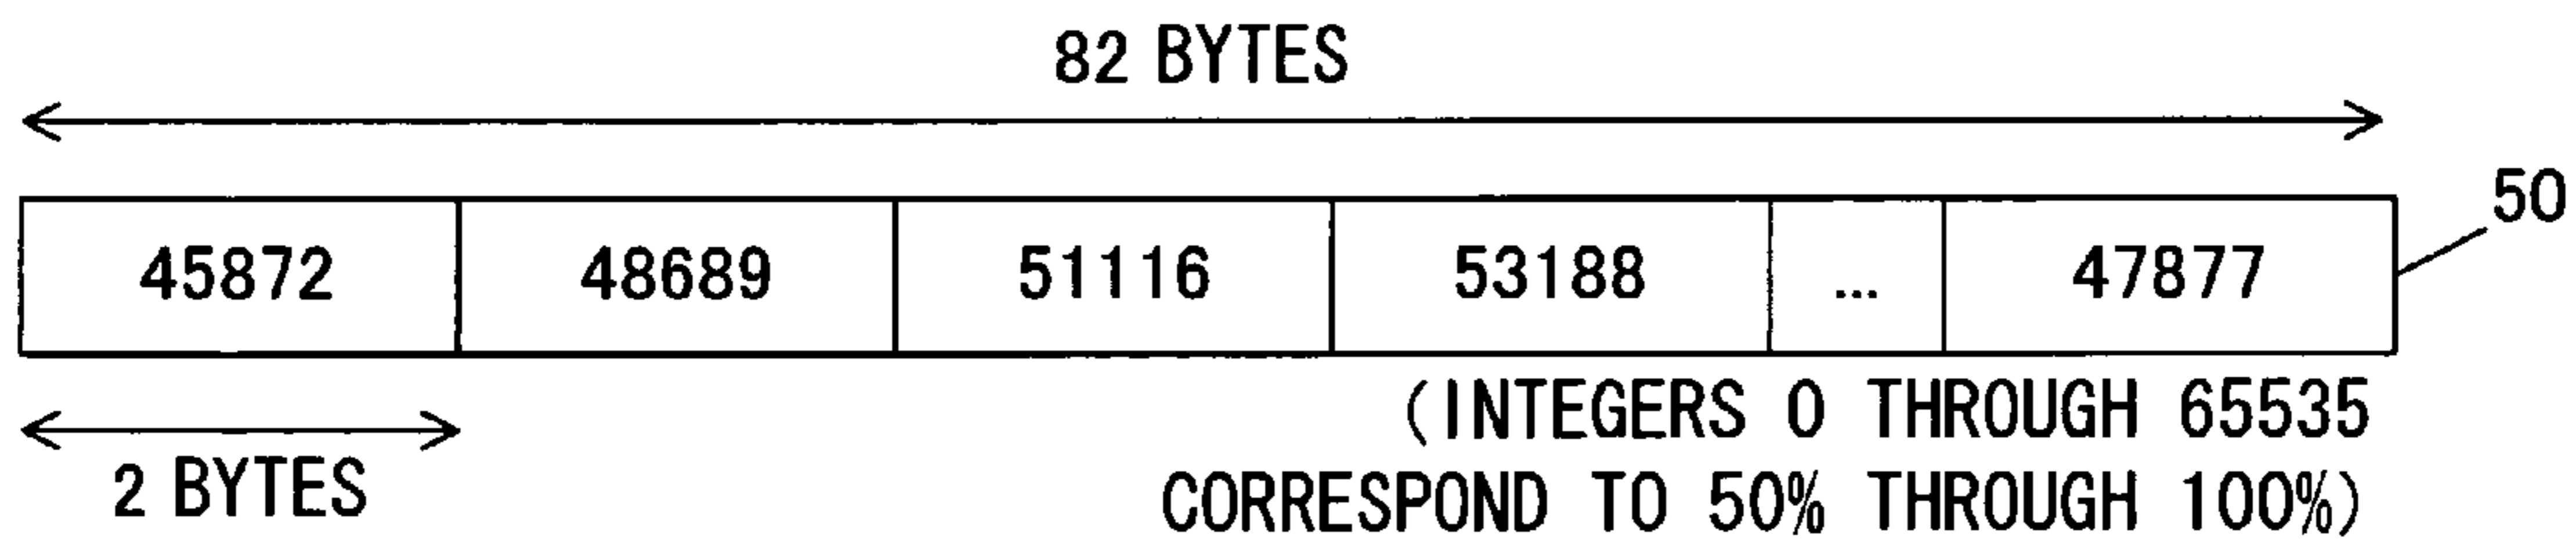 82 BYTES
50
45872 48689 51116 53188 ... 47877
2 BYTES
(INTEGERS 0 THROUGH 65535
CORRESPOND TO 50% THROUGH 100%)